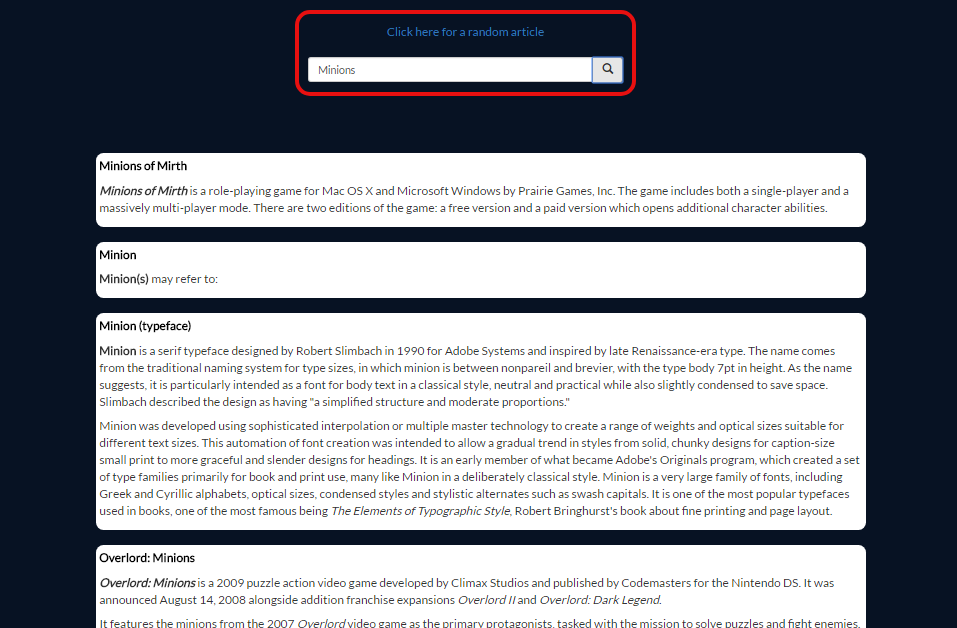 Click here for a random article
Minions
Minions of Mirth
Minions of Mirth is a role-playing game for Mac OS X and Microsoft Windows by Prairie Games, Inc. The game includes both a single-player and a
massively multi-player mode. There are two editions of the game: a free version and a paid version which opens additional character abilities.
Minion
Minion(s) may refer to:
Minion (typeface)
Minion is a serif typeface designed by Robert Slimbach in 1990 for Adobe Systems and inspired by late Renaissance-era type. The name comes
from the traditional naming system for type sizes, in which minion is between nonpareil and brevier, with the type body 7pt in height. As the name
suggests, it is particularly intended as a font for body text in a classical style, neutral and practical while also slightly condensed to save space.
Slimbach described the design as having "a simplified structure and moderate proportions."
Minion was developed using sophisticated interpolation or multiple master technology to create a range of weights and optical sizes suitable for
different text sizes. This automation of font creation was intended to allow a gradual trend in styles from solid, chunky designs for caption-size
small print to more graceful and slender designs for headings. It is an early member of what became Adobe's Originals program, which created a set
of type families primarily for book and print use, many like Minion in a deliberately classical style. Minion is a very large family of fonts, including
Greek and Cyrillic alphabets, optical sizes, condensed styles and stylistic alternates such as swash capitals. It is one of the most popular typefaces
used in books, one of the most famous being The Elements of Typographic Style, Robert Bringhurst's book about fine printing and page layout.
Overlord: Minions
Overlord: Minions is a 2009 puzzle action video game developed by Climax Studios and published by Codemasters for the Nintendo DS. It was
announced August 14, 2008 alongside addition franchise expansions Overlord II and Overlord: Dark Legend.
It features the minions from the 2007 Overlord video game as the primary protagonists, tasked with the mission to solve puzzles and fight enemies.